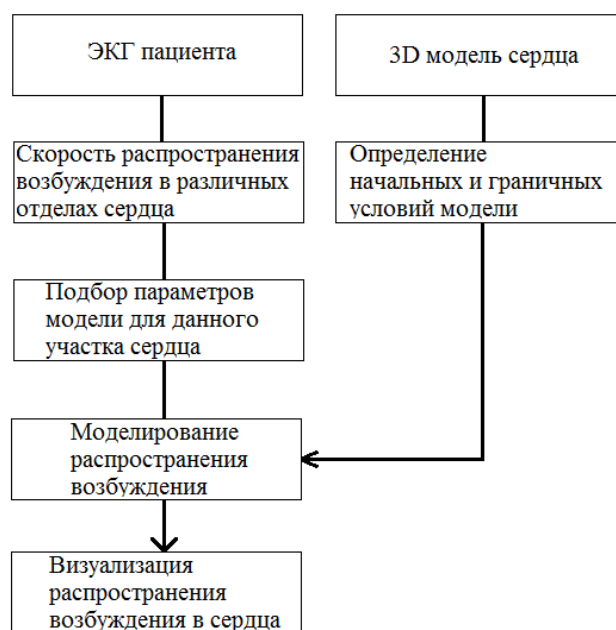 ЭКГ пациента
3D модель сердца
Скорость распространения
возбуждения в различных
отделах сердца
Определение
начальных и граничных
условий модели
Подбор параметров
модели для данного
участка сердца
Моделирование
распространения
возбуждения
Визуализация
распространения
возбуждения в сердца